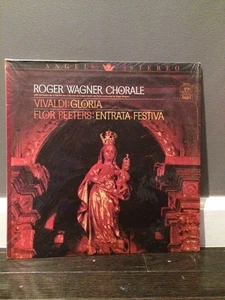 ANGEL STEREO
ROGER WAGNER CHORALE
VIVALDI: GLORIA
FLOR PEETERS: ENTRATA FESTIVA